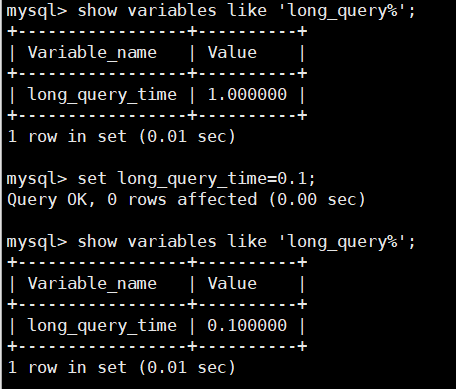 mysql> show variables like 'long_query%';
+-----------------+----------+
| Variable_name   | Value    |
+-----------------+----------+
| long_query_time | 1.000000 |
+-----------------+----------+
1 row in set (0.01 sec)

mysql> set long_query_time=0.1;
Query OK, 0 rows affected (0.00 sec)

mysql> show variables like 'long_query%';
+-----------------+----------+
| Variable_name   | Value    |
+-----------------+----------+
| long_query_time | 0.100000 |
+-----------------+----------+
1 row in set (0.01 sec)